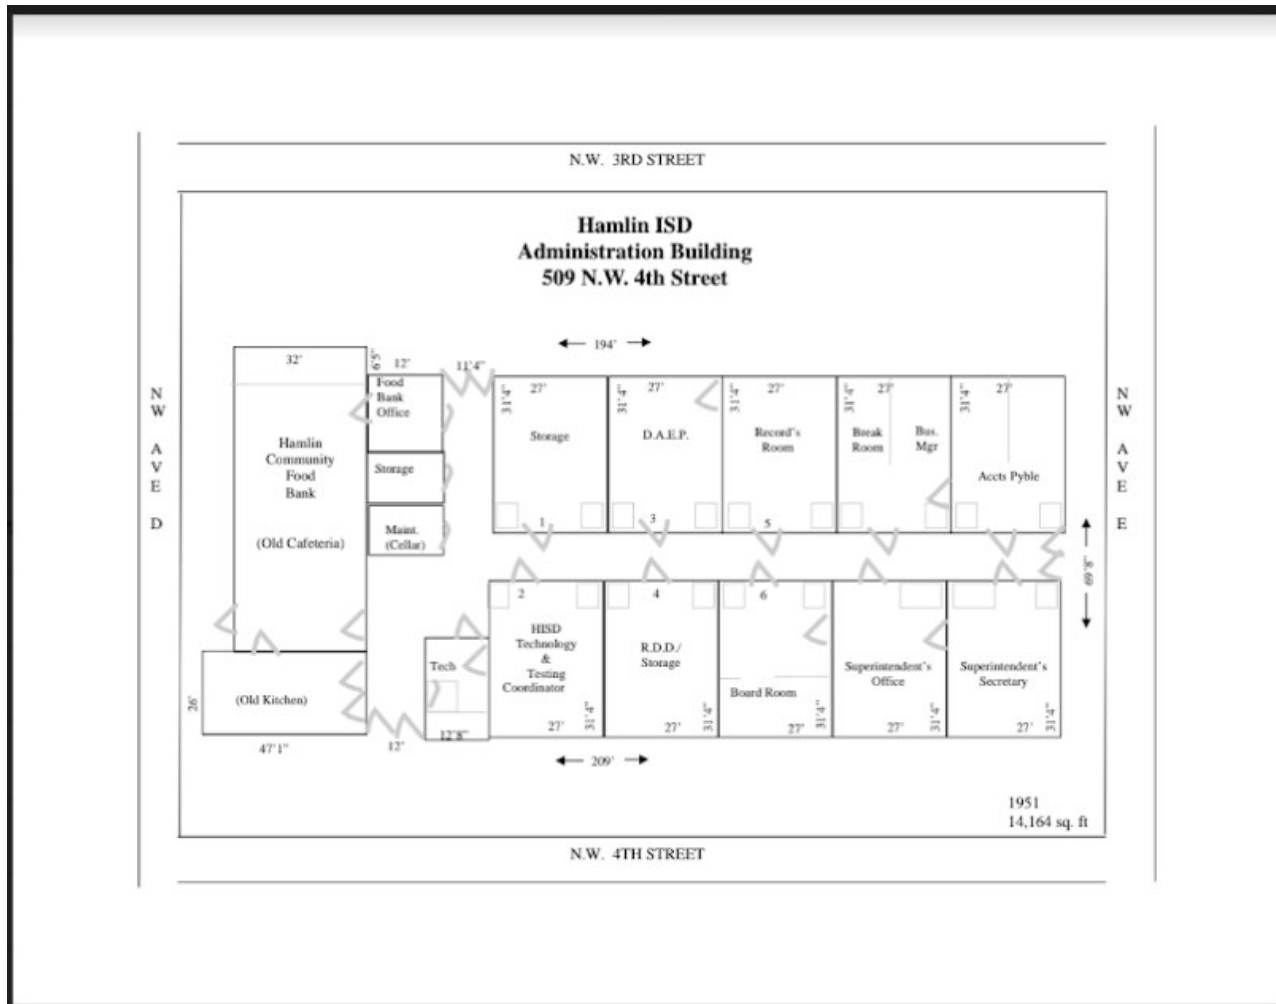 N.W. 3RD STREET
Hamlin ISD
Administration Building
509 N.W. 4th Street
194'
32'
6'5"
12'
11'4"
Food
Bank
Office
Storage
Maint.
(Cellar)
Hamlin
Community
Food
Bank
(Old Cafeteria)
31'4"
27'
Storage
1
31'4"
27'
D.A.E.P.
3
31'4"
27'
Record's
Room
5
31'4"
27'
Break
Room
Bus.
Mgr
31'4"
27'
Accts Pyble
NW AVE D
NW AVE E
69'8"
2
HISD
Technology
&
Testing
Coordinator
27'
31'4"
4
R.D.D./
Storage
27'
31'4"
6
Board Room
27'
31'4"
Superintendent's
Office
27'
31'4"
Superintendent's
Secretary
27'
31'4"
Tech
12'8"
(Old Kitchen)
26'
47'1"
12'
209'
1951
14,164 sq. ft
N.W. 4TH STREET